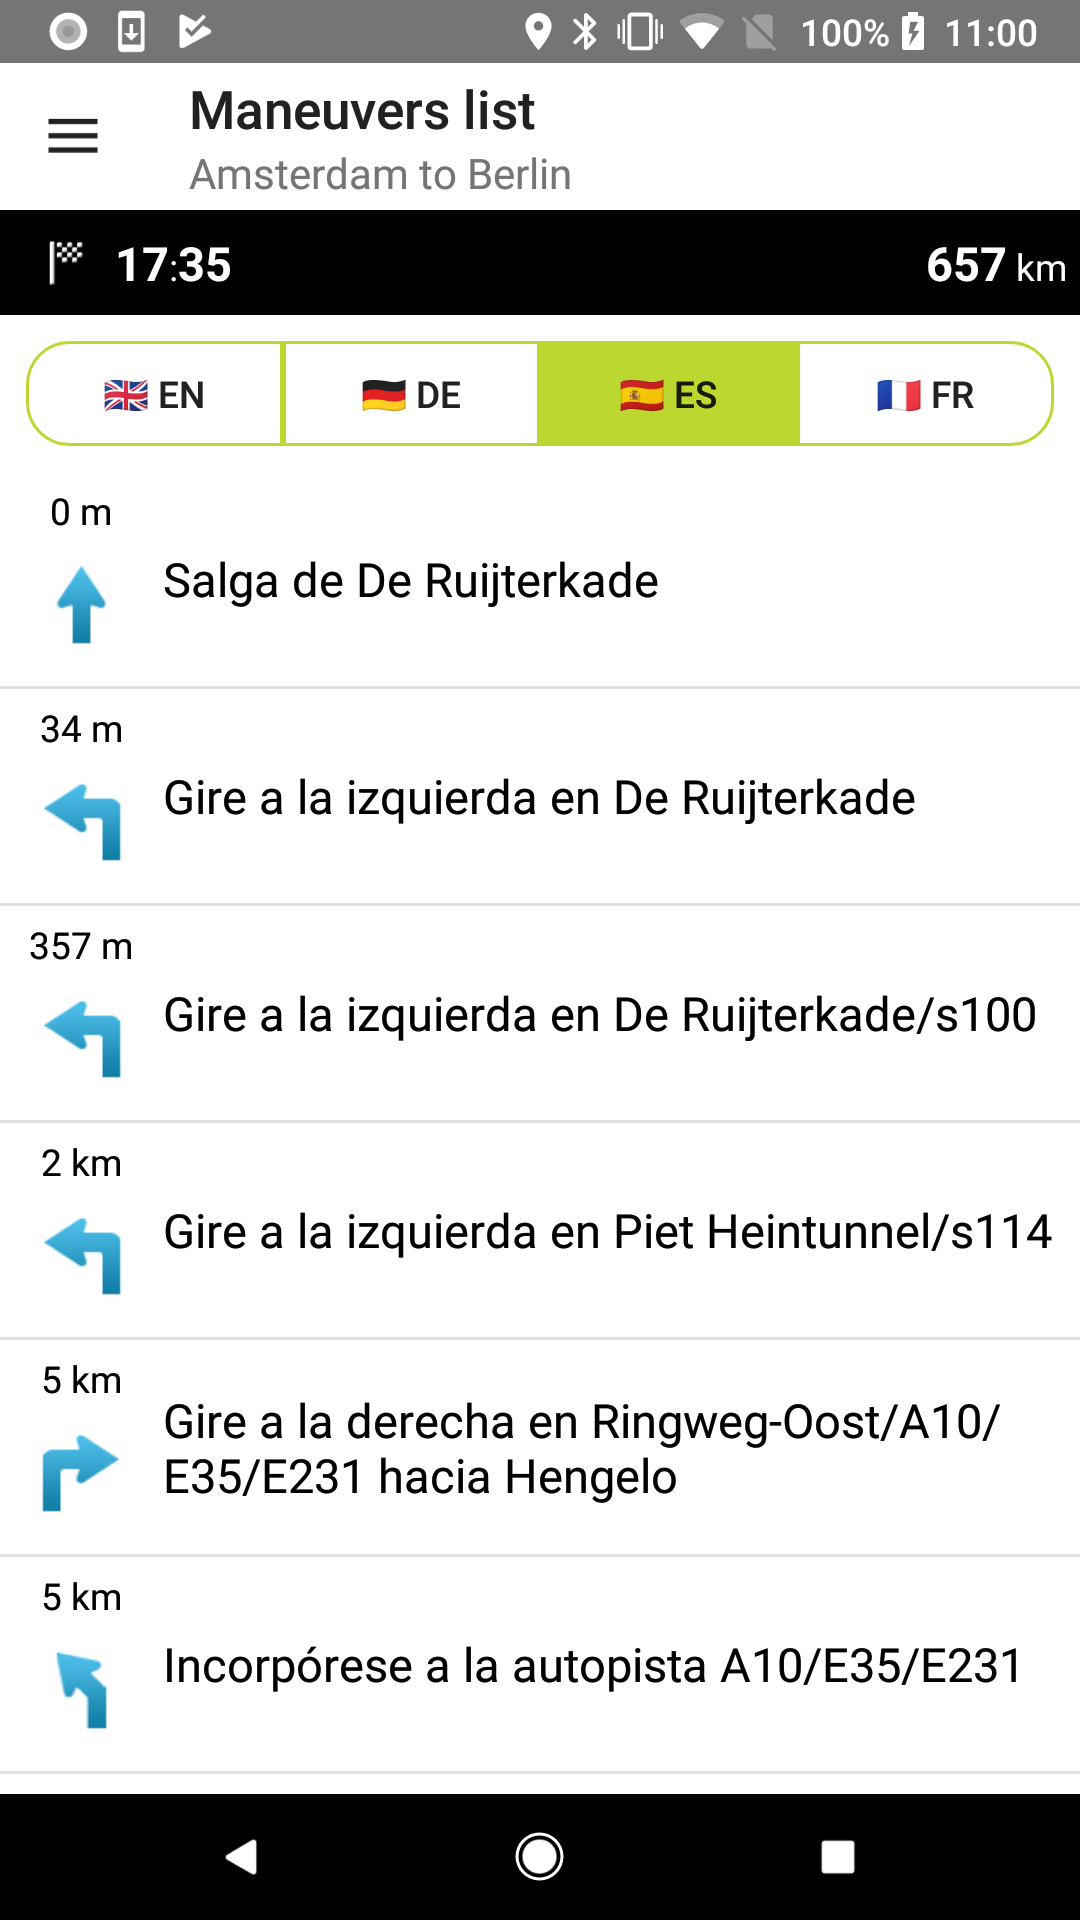 100% 11:00
Maneuvers list
Amsterdam to Berlin
17:35 657 km
EN DE ES FR
0 m
Salga de De Ruijterkade
34 m
Gire a la izquierda en De Ruijterkade
357 m
Gire a la izquierda en De Ruijterkade/s100
2 km
Gire a la izquierda en Piet Heintunnel/s114
5 km
Gire a la derecha en Ringweg-Oost/A10/
E35/E231 hacia Hengelo
5 km
Incorpórese a la autopista A10/E35/E231